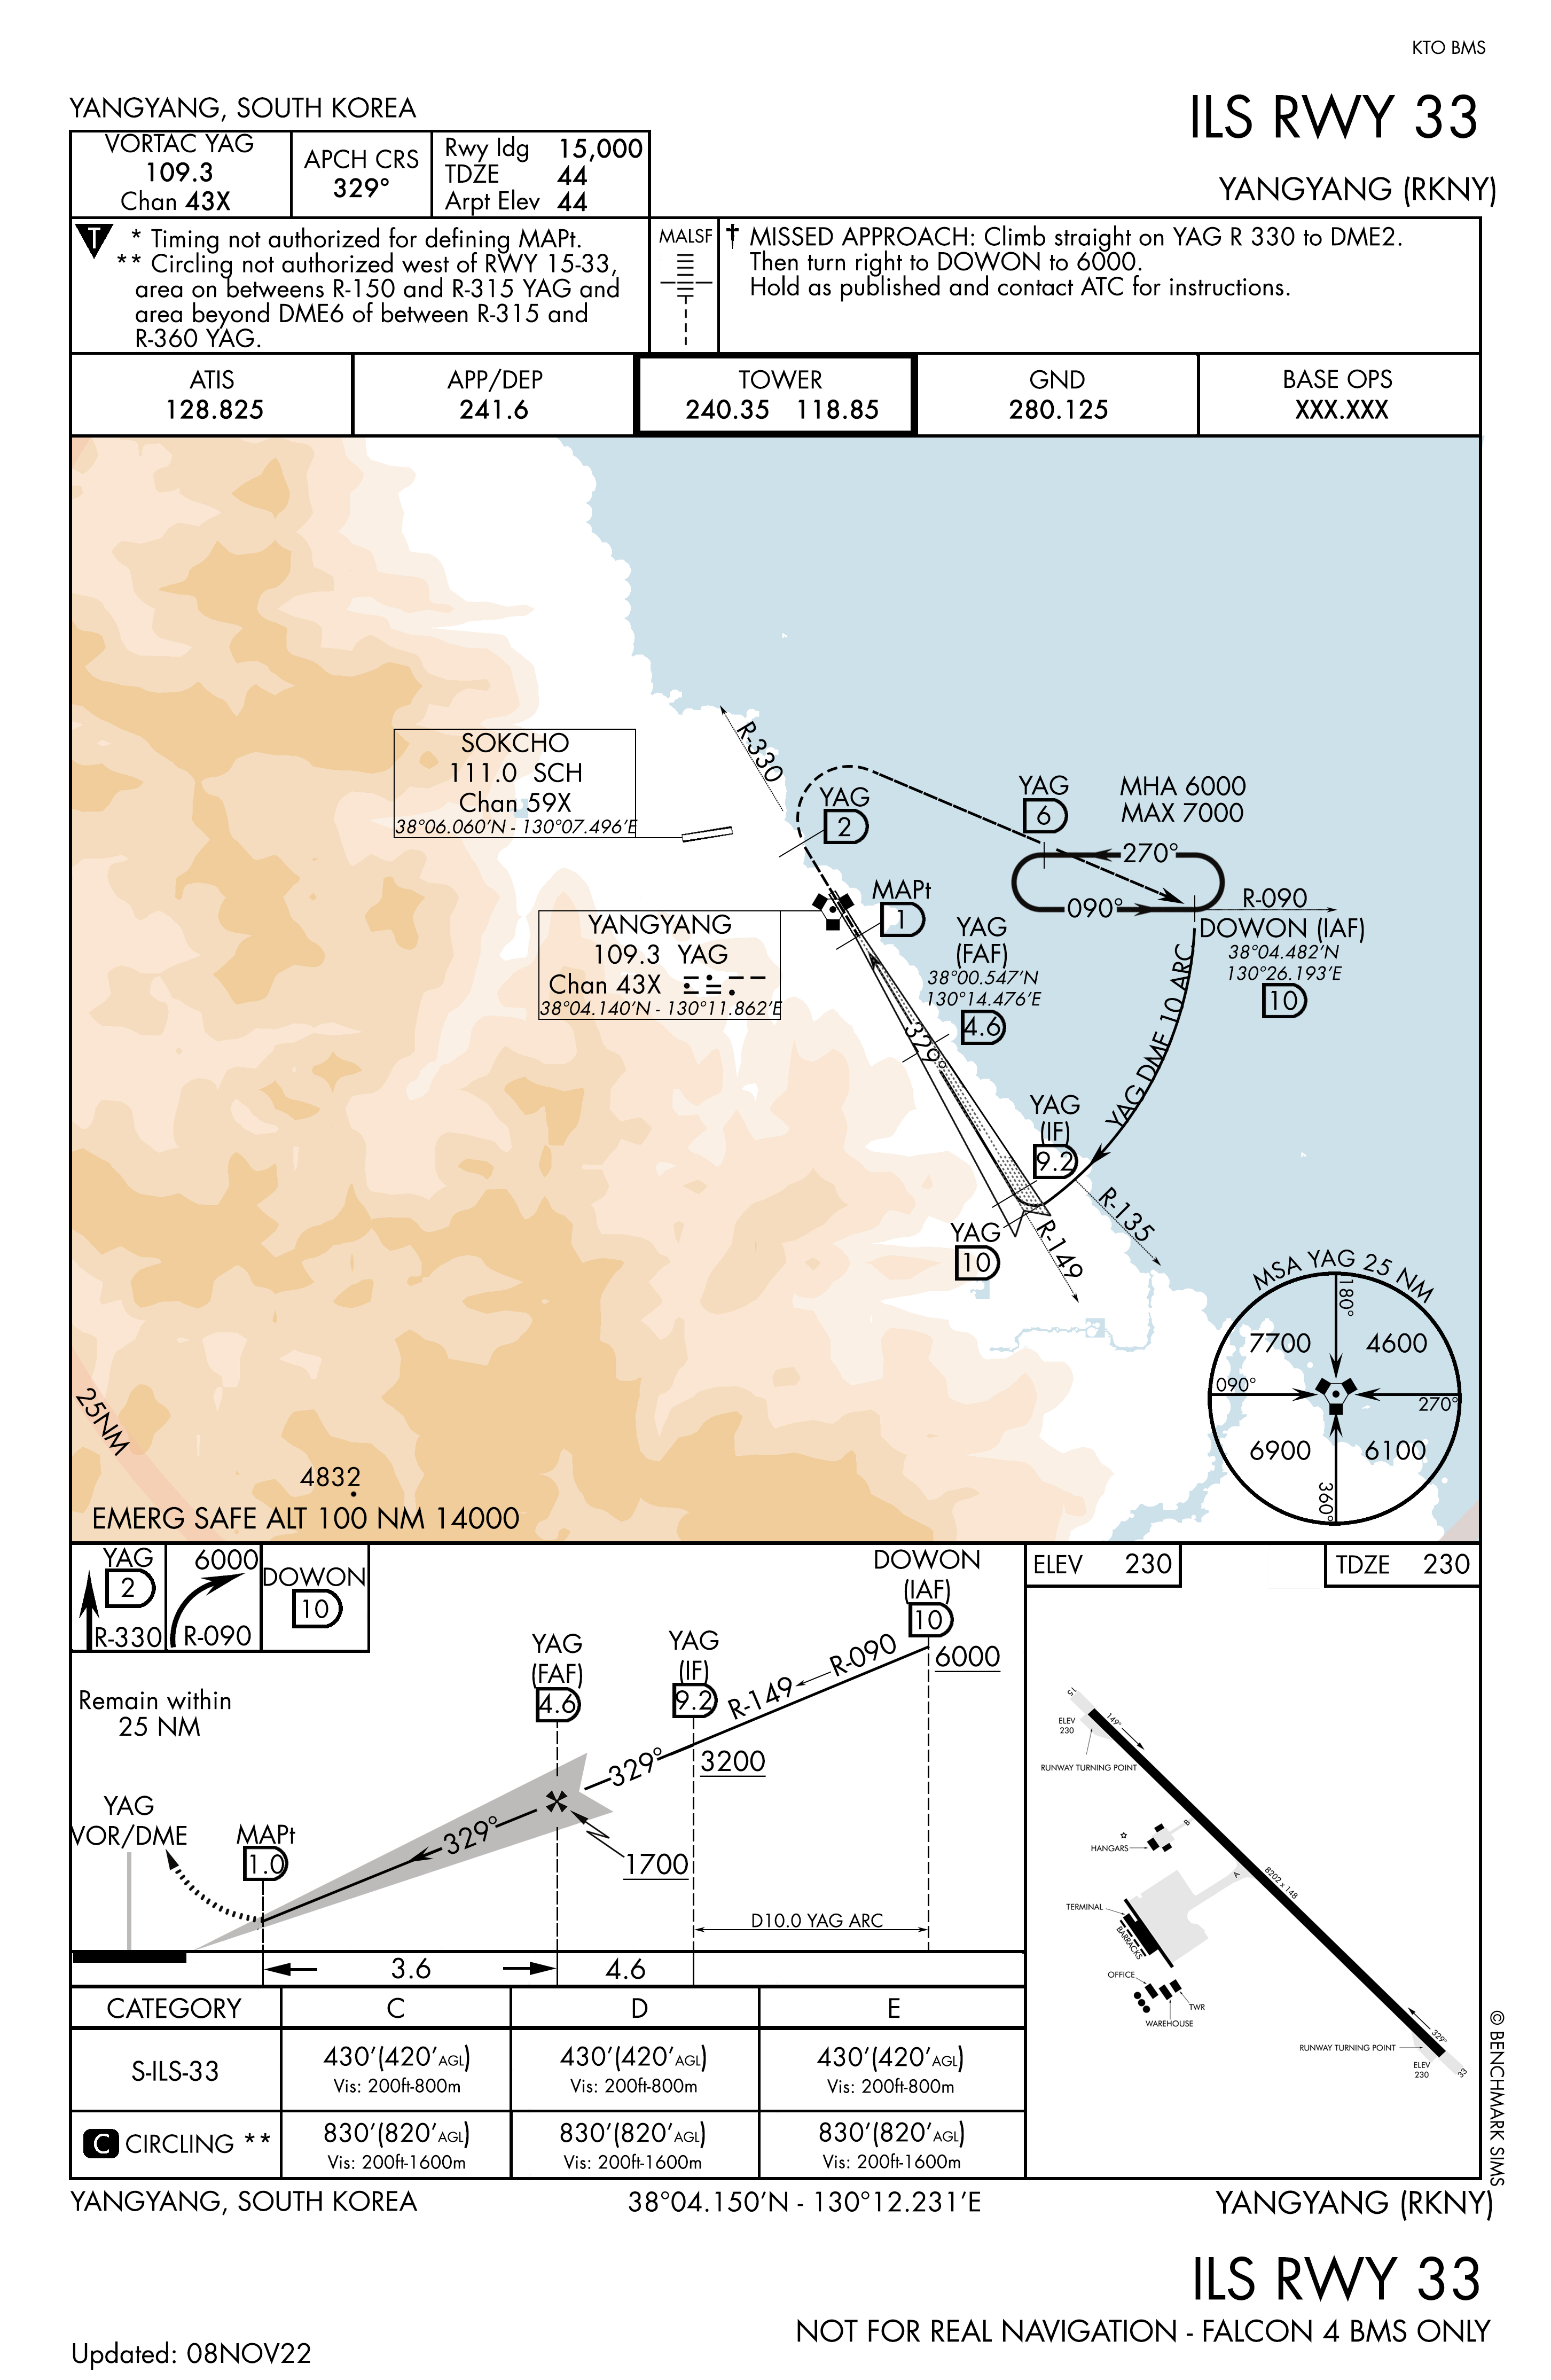 KTO BMS
YANGYANG, SOUTH KOREA
ILS RWY 33
YANGYANG (RKNY)
VORTAC YAG
109.3
Chan 43X
APCH CRS
329°
Rwy ldg 15,000
TDZE 44
Arpt Elev 44
T
* Timing not authorized for defining MAPt.
** Circling not authorized west of RWY 15-33,
area on betweens R-150 and R-315 YAG and
area beyond DME6 of between R-315 and
R-360 YAG.
MALSF
† MISSED APPROACH: Climb straight on YAG R 330 to DME2.
Then turn right to DOWON to 6000.
Hold as published and contact ATC for instructions.
ATIS
128.825
APP/DEP
241.6
TOWER
240.35 118.85
GND
280.125
BASE OPS
XXX.XXX
R-330
SOKCHO
111.0 SCH
Chan 59X
38°06.060'N - 130°07.496'E
YAG
2
YAG
6
MHA 6000
MAX 7000
270°
090°
R-090
DOWON (IAF)
38°04.482'N
130°26.193'E
10
MAPt
1
YANGYANG
109.3 YAG
Chan 43X
38°04.140'N - 130°11.862'E
YAG
(FAF)
38°00.547'N
130°14.476'E
4.6
329°
YAG DME 10 ARC
YAG
(IF)
9.2
R-135
R-149
YAG
10
MSA YAG 25 NM
180°
7700
4600
090°
270°
6900
6100
360°
25NM
4832
EMERG SAFE ALT 100 NM 14000
YAG
2
R-330
6000
R-090
DOWON
10
Remain within
25 NM
YAG
VOR/DME
MAPt
1.0
YAG
(FAF)
4.6
YAG
(IF)
9.2
DOWON
(IAF)
10
6000
R-090
R-149
329°
3200
329°
1700
D10.0 YAG ARC
3.6
4.6
ELEV 230
TDZE 230
15
ELEV
230
149°
RUNWAY TURNING POINT
HANGARS
B
A
8202 x 148
TERMINAL
BARRACKS
OFFICE
TWR
WAREHOUSE
329°
RUNWAY TURNING POINT
ELEV
230
33
CATEGORY C D E
S-ILS-33
430'(420'AGL)
Vis: 200ft-800m
430'(420'AGL)
Vis: 200ft-800m
430'(420'AGL)
Vis: 200ft-800m
C CIRCLING **
830'(820'AGL)
Vis: 200ft-1600m
830'(820'AGL)
Vis: 200ft-1600m
830'(820'AGL)
Vis: 200ft-1600m
© BENCHMARK SIMS
YANGYANG, SOUTH KOREA
38°04.150'N - 130°12.231'E
YANGYANG (RKNY)
ILS RWY 33
NOT FOR REAL NAVIGATION - FALCON 4 BMS ONLY
Updated: 08NOV22